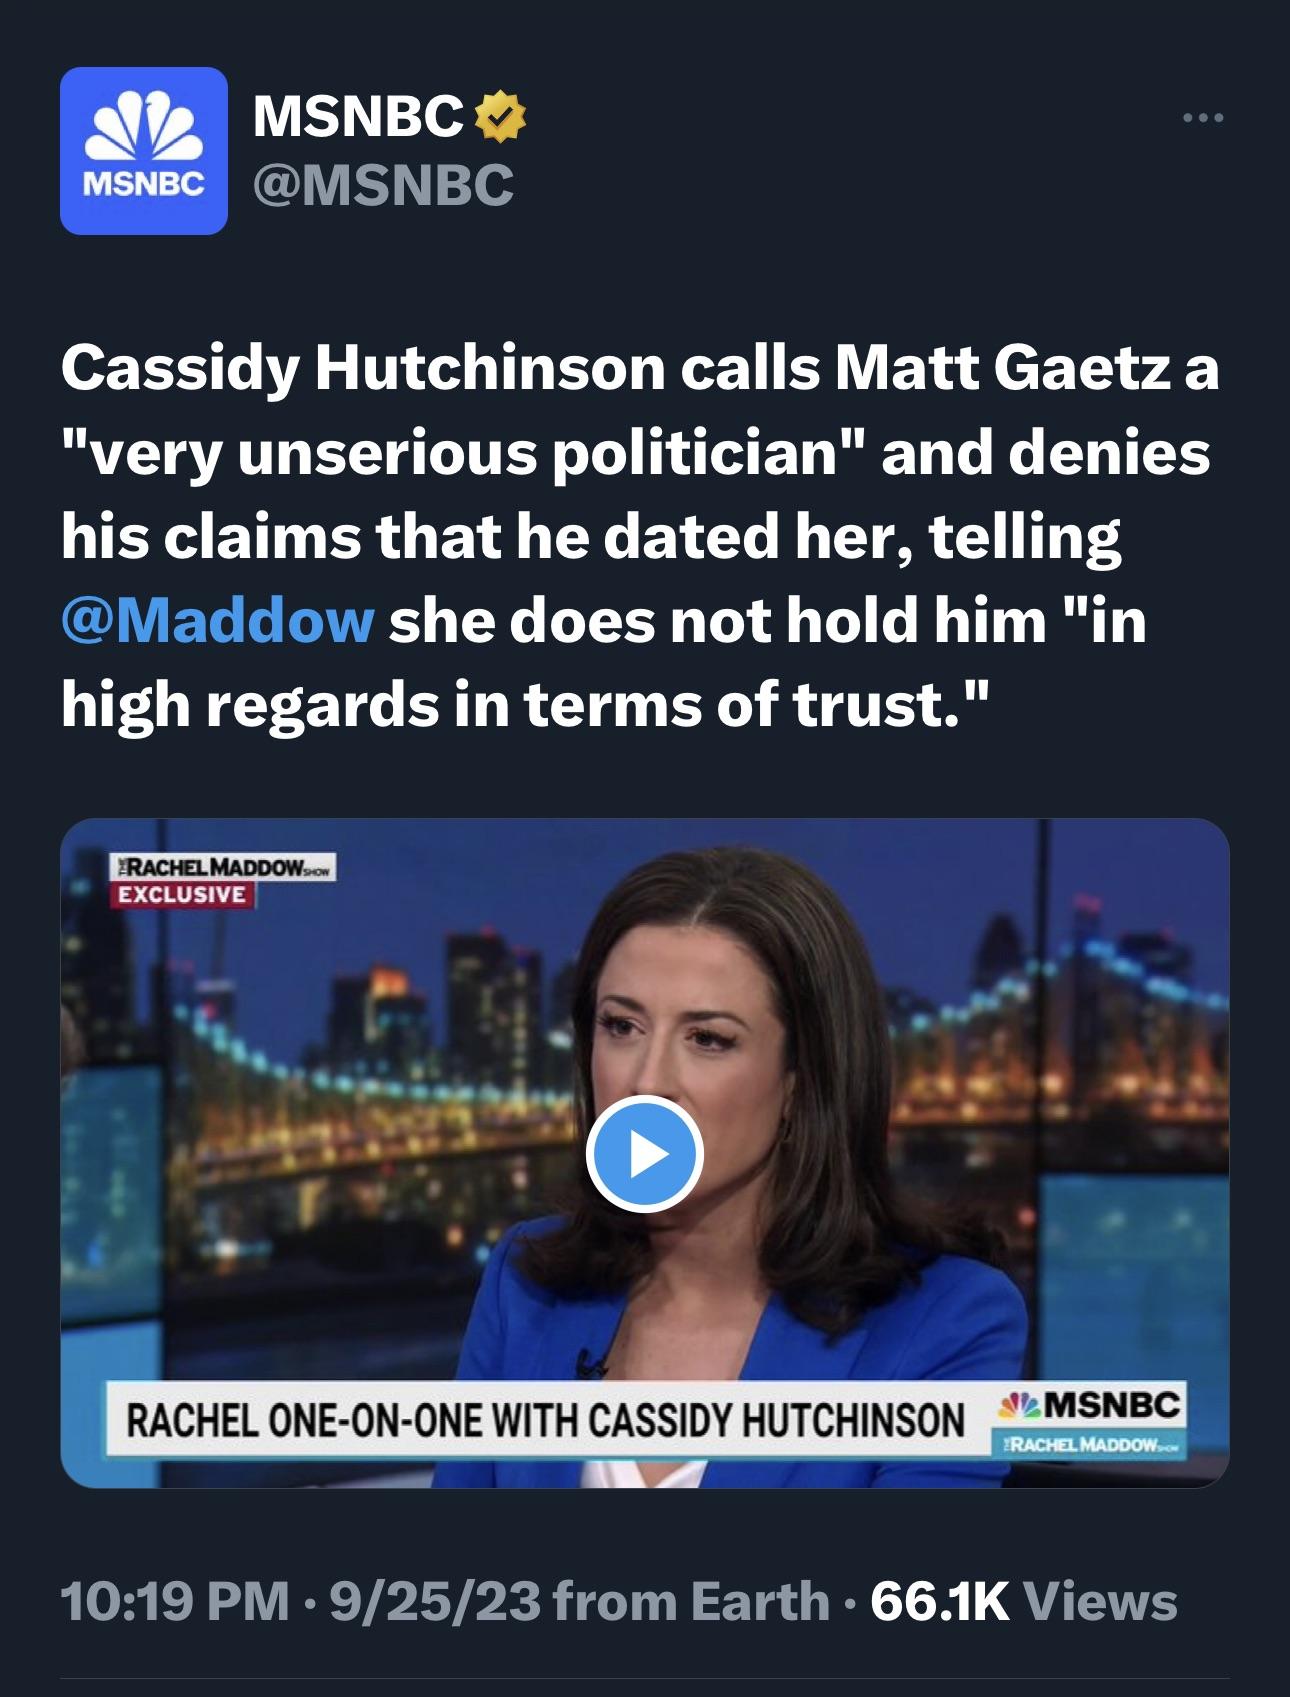 MSNBC
MSNBC
@MSNBC
Cassidy Hutchinson calls Matt Gaetz a
"very unserious politician" and denies
his claims that he dated her, telling
@Maddow she does not hold him "in
high regards in terms of trust."
THE RACHEL MADDOW SHOW
EXCLUSIVE
RACHEL ONE-ON-ONE WITH CASSIDY HUTCHINSON
MSNBC
THE RACHEL MADDOW SHOW
10:19 PM · 9/25/23 from Earth · 66.1K Views